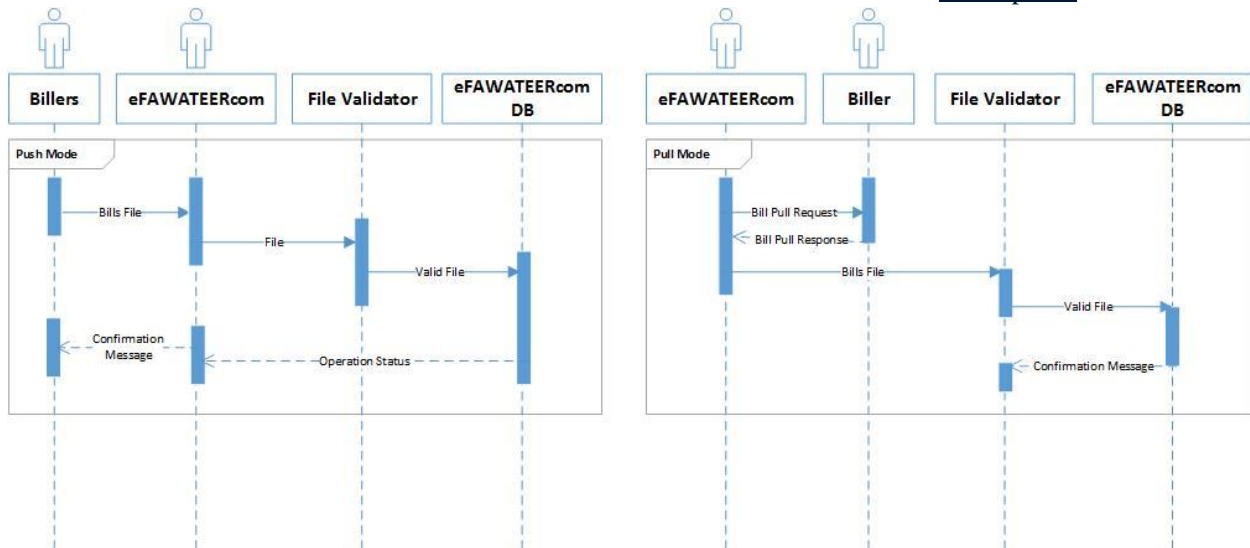 Billers
eFAWATEERcom
File Validator
eFAWATEERcom
DB
Push Mode
Bills File
File
Valid File
Confirmation
Message
Operation Status
eFAWATEERcom
Biller
File Validator
eFAWATEERcom
DB
Pull Mode
Bill Pull Request
Bill Pull Response
Bills File
Valid File
Confirmation Message